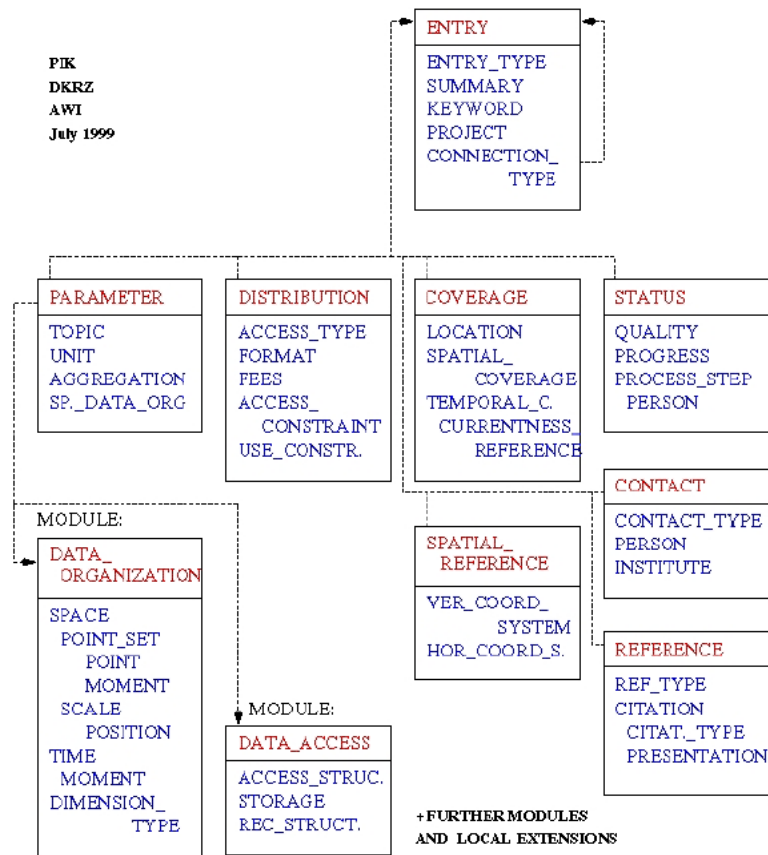 PIK
DKRZ
AWI
July 1999
ENTRY
ENTRY_TYPE
SUMMARY
KEYWORD
PROJECT
CONNECTION_
TYPE
PARAMETER
TOPIC
UNIT
AGGREGATION
SP._DATA_ORG
DISTRIBUTION
ACCESS_TYPE
FORMAT
FEES
ACCESS_
CONSTRAINT
USE_CONSTR.
COVERAGE
LOCATION
SPATIAL_
COVERAGE
TEMPORAL_C.
CURRENTNESS_
REFERENCE
STATUS
QUALITY
PROGRESS
PROCESS_STEP
PERSON
CONTACT
CONTACT_TYPE
PERSON
INSTITUTE
MODULE:
DATA_
ORGANIZATION
SPACE
POINT_SET
POINT
MOMENT
SCALE
POSITION
TIME
MOMENT
DIMENSION_
TYPE
SPATIAL_
REFERENCE
VER_COORD_
SYSTEM
HOR_COORD_S.
REFERENCE
REF_TYPE
CITATION
CITAT._TYPE
PRESENTATION
MODULE:
DATA_ACCESS
ACCESS_STRUC.
STORAGE
REC_STRUCT.
+FURTHER MODULES
AND LOCAL EXTENSIONS